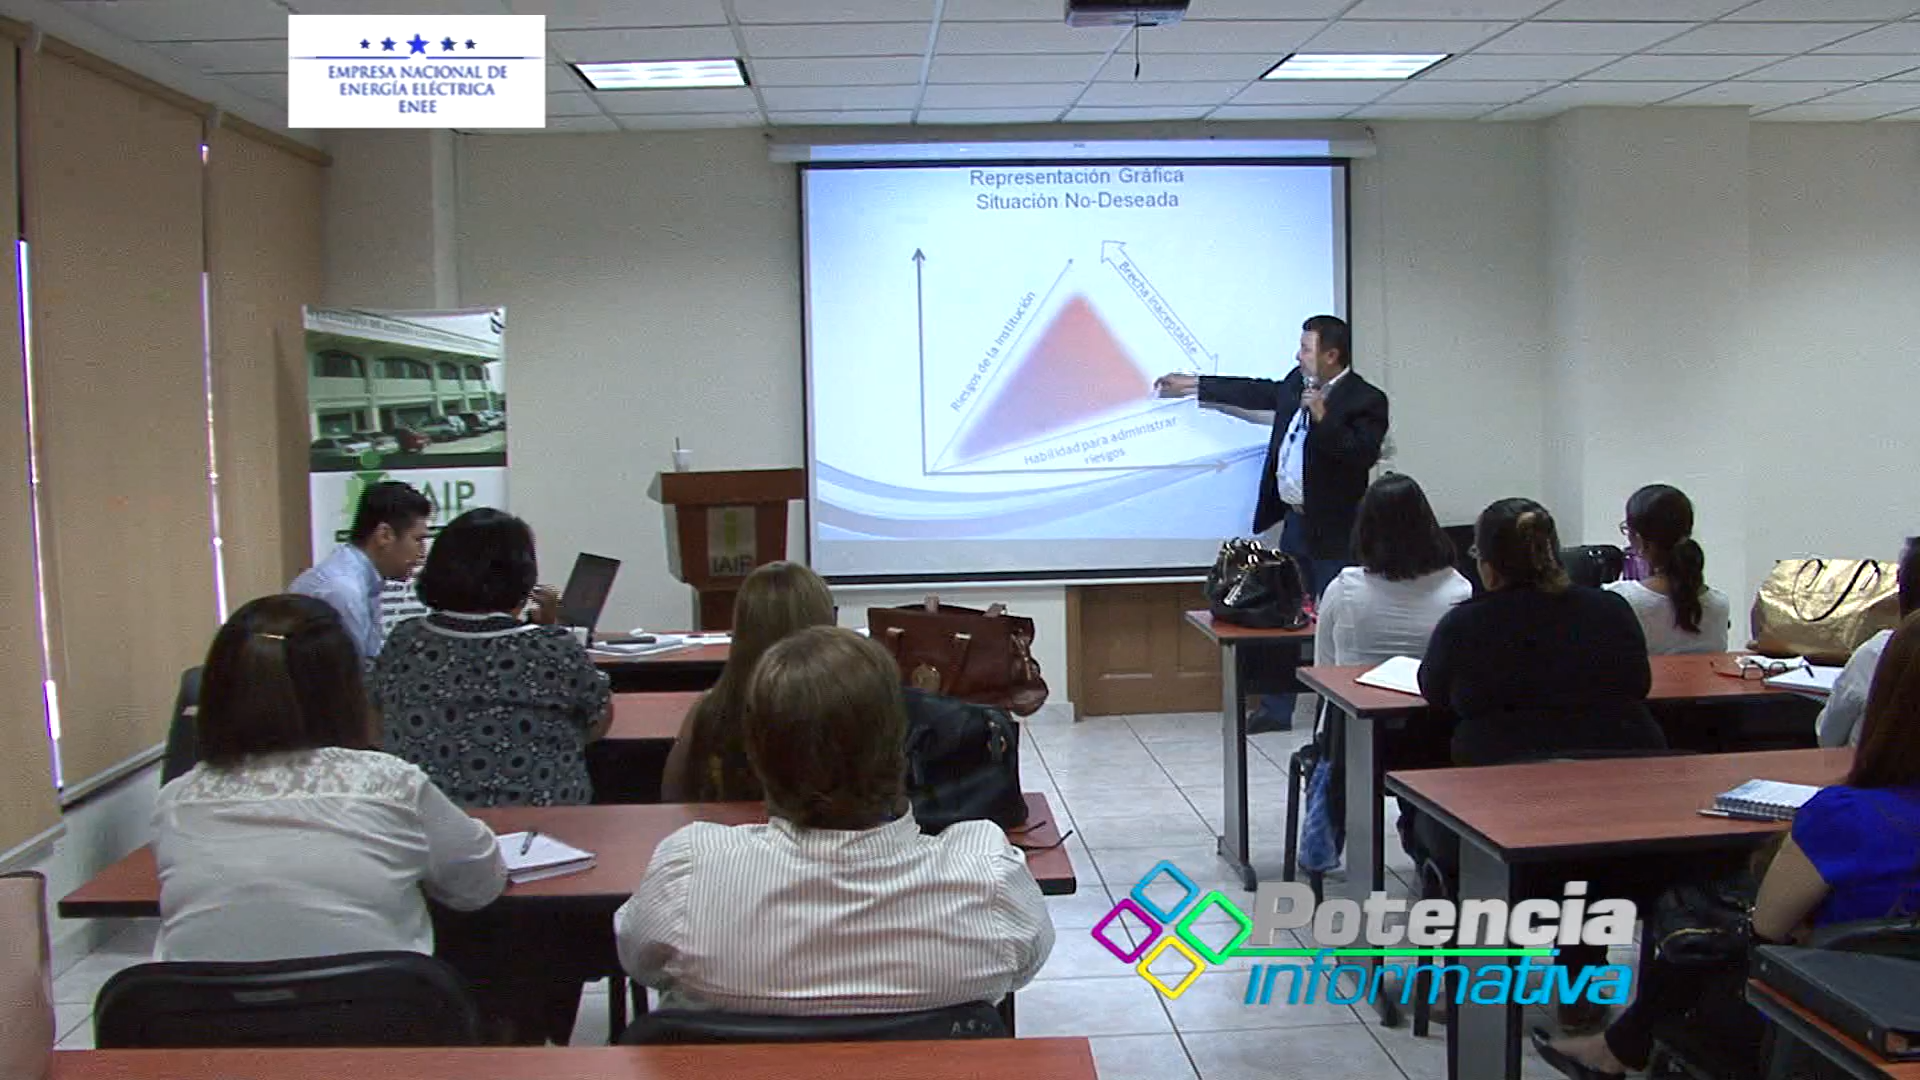 EMPRESA NACIONAL DE
ENERGÍA ELÉCTRICA
ENEE
Representación Gráfica
Situación No-Deseada
Brecha inaceptable
Riesgos de la Institución
Habilidad para administrar
riesgos
IAIP
IAIP
Potencia
informativa